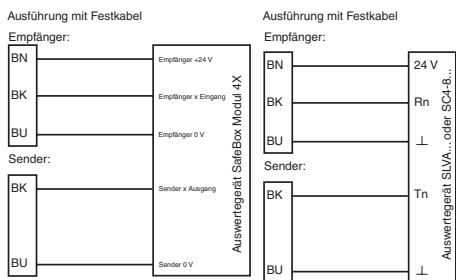 Ausführung mit Festkabel
Empfänger:
BN
Empfänger +24 V
BK
Empfänger x Eingang
BU
Empfänger 0 V
Sender:
BK
Sender x Ausgang
BU
Sender 0 V
Auswertegerät SafeBox Modul 4X
Ausführung mit Festkabel
Empfänger:
BN
24 V
BK
Rn
BU
⊥
Sender:
BK
Tn
BU
⊥
Auswertegerät SLVA... oder SC4-8...